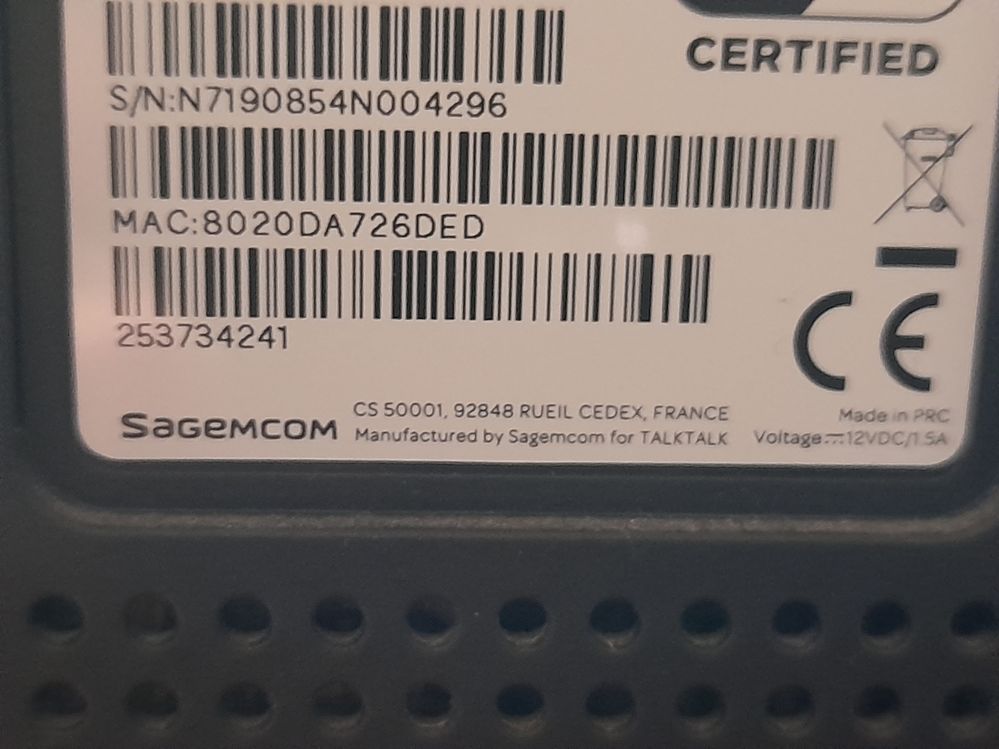 CERTIFIED
S/N:N7190854N004296
MAC:8020DA726DED
253734241
CE
SAGEMCOM
CS 50001, 92848 RUEIL CEDEX, FRANCE
Manufactured by Sagemcom for TALKTALK
Made in PRC
Voltage⎓12VDC/1.5A